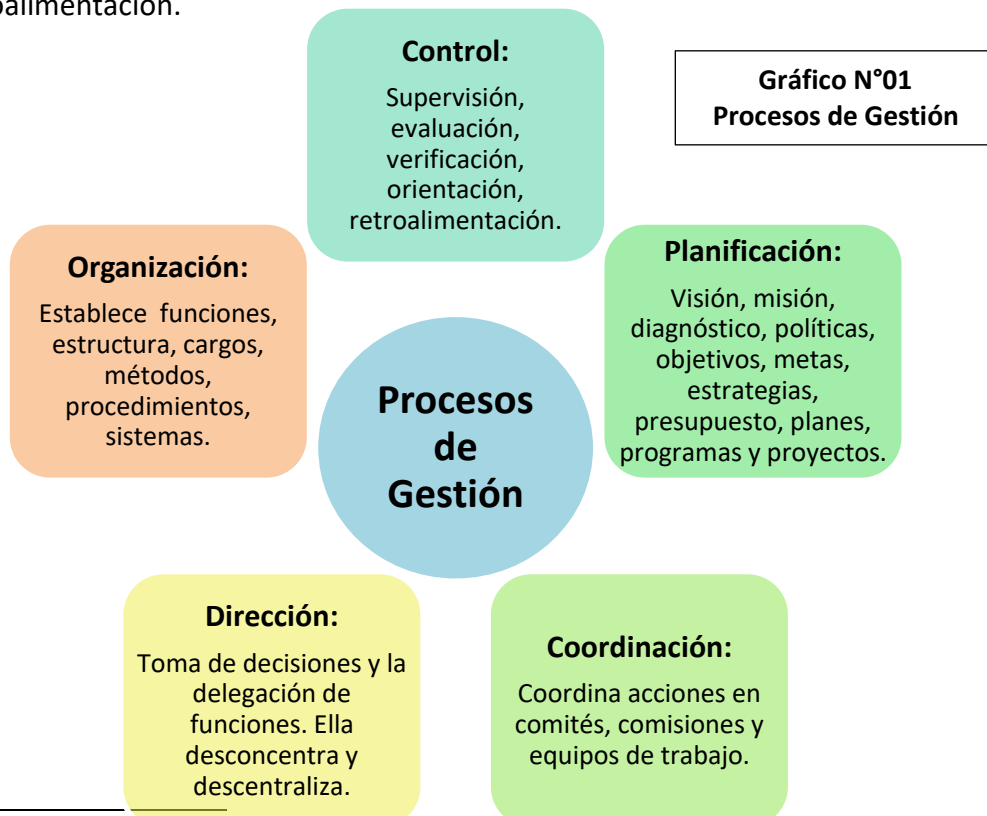 Control:
Supervisión,
evaluación,
verificación,
orientación,
retroalimentación.
Gráfico N°01
Procesos de Gestión
Organización:
Establece  funciones,
estructura, cargos,
métodos,
procedimientos,
sistemas.
Planificación:
Visión, misión,
diagnóstico, políticas,
objetivos, metas,
estrategias,
presupuesto, planes,
programas y proyectos.
Procesos
de
Gestión
Dirección:
Toma de decisiones y la
delegación de
funciones. Ella
desconcentra y
descentraliza.
Coordinación:
Coordina acciones en
comités, comisiones y
equipos de trabajo.